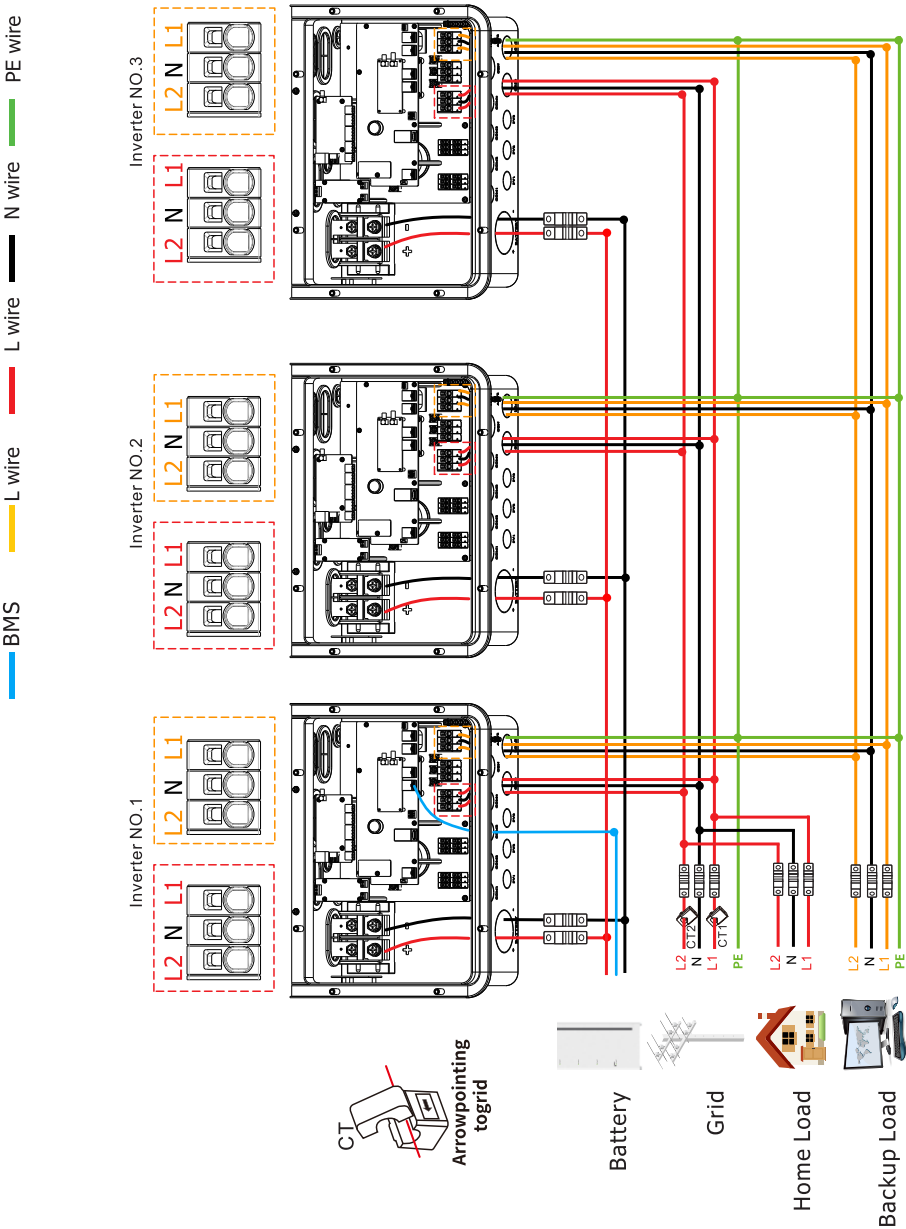 BMS
L wire
L wire
N wire
PE wire
Inverter NO.1
Inverter NO.2
Inverter NO.3
L2 N L1
L2 N L1
L2 N L1
L2 N L1
L2 N L1
L2 N L1
+ -
+ -
+ -
CT
Arrowpointing
togrid
Battery
Grid
L2
CT2
N
L1
CT1
PE
Home Load
L2
N
L1
Backup Load
L2
N
L1
PE